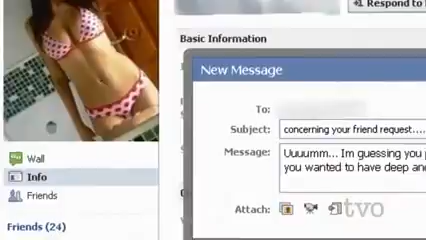 +1 Respond to
Basic Information
New Message
To:
Subject: concerning your friend request....
Message: Uuuumm... Im guessing you
you wanted to have deep
Wall
Info
Friends
Attach:
tvo
Friends (24)